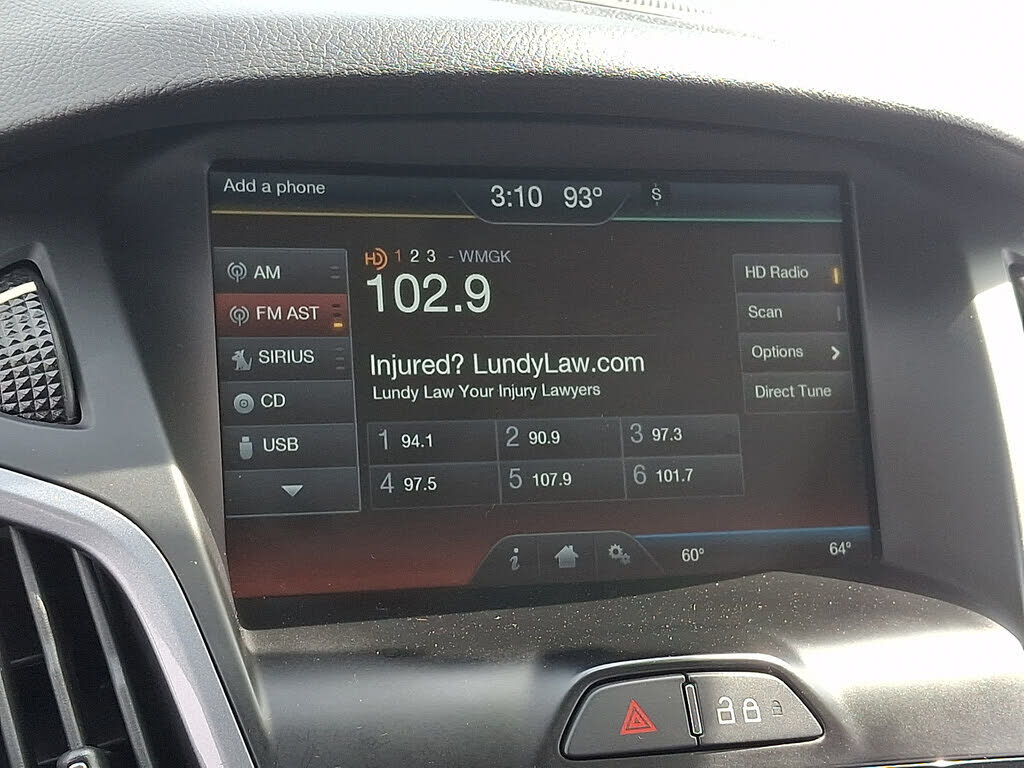 Add a phone
3:10 93°
S
AM
FM AST
SIRIUS
CD
USB
HD 1 2 3 - WMGK
102.9
Injured? LundyLaw.com
Lundy Law Your Injury Lawyers
1 94.1
2 90.9
3 97.3
4 97.5
5 107.9
6 101.7
HD Radio
Scan
Options
Direct Tune
i
60°
64°